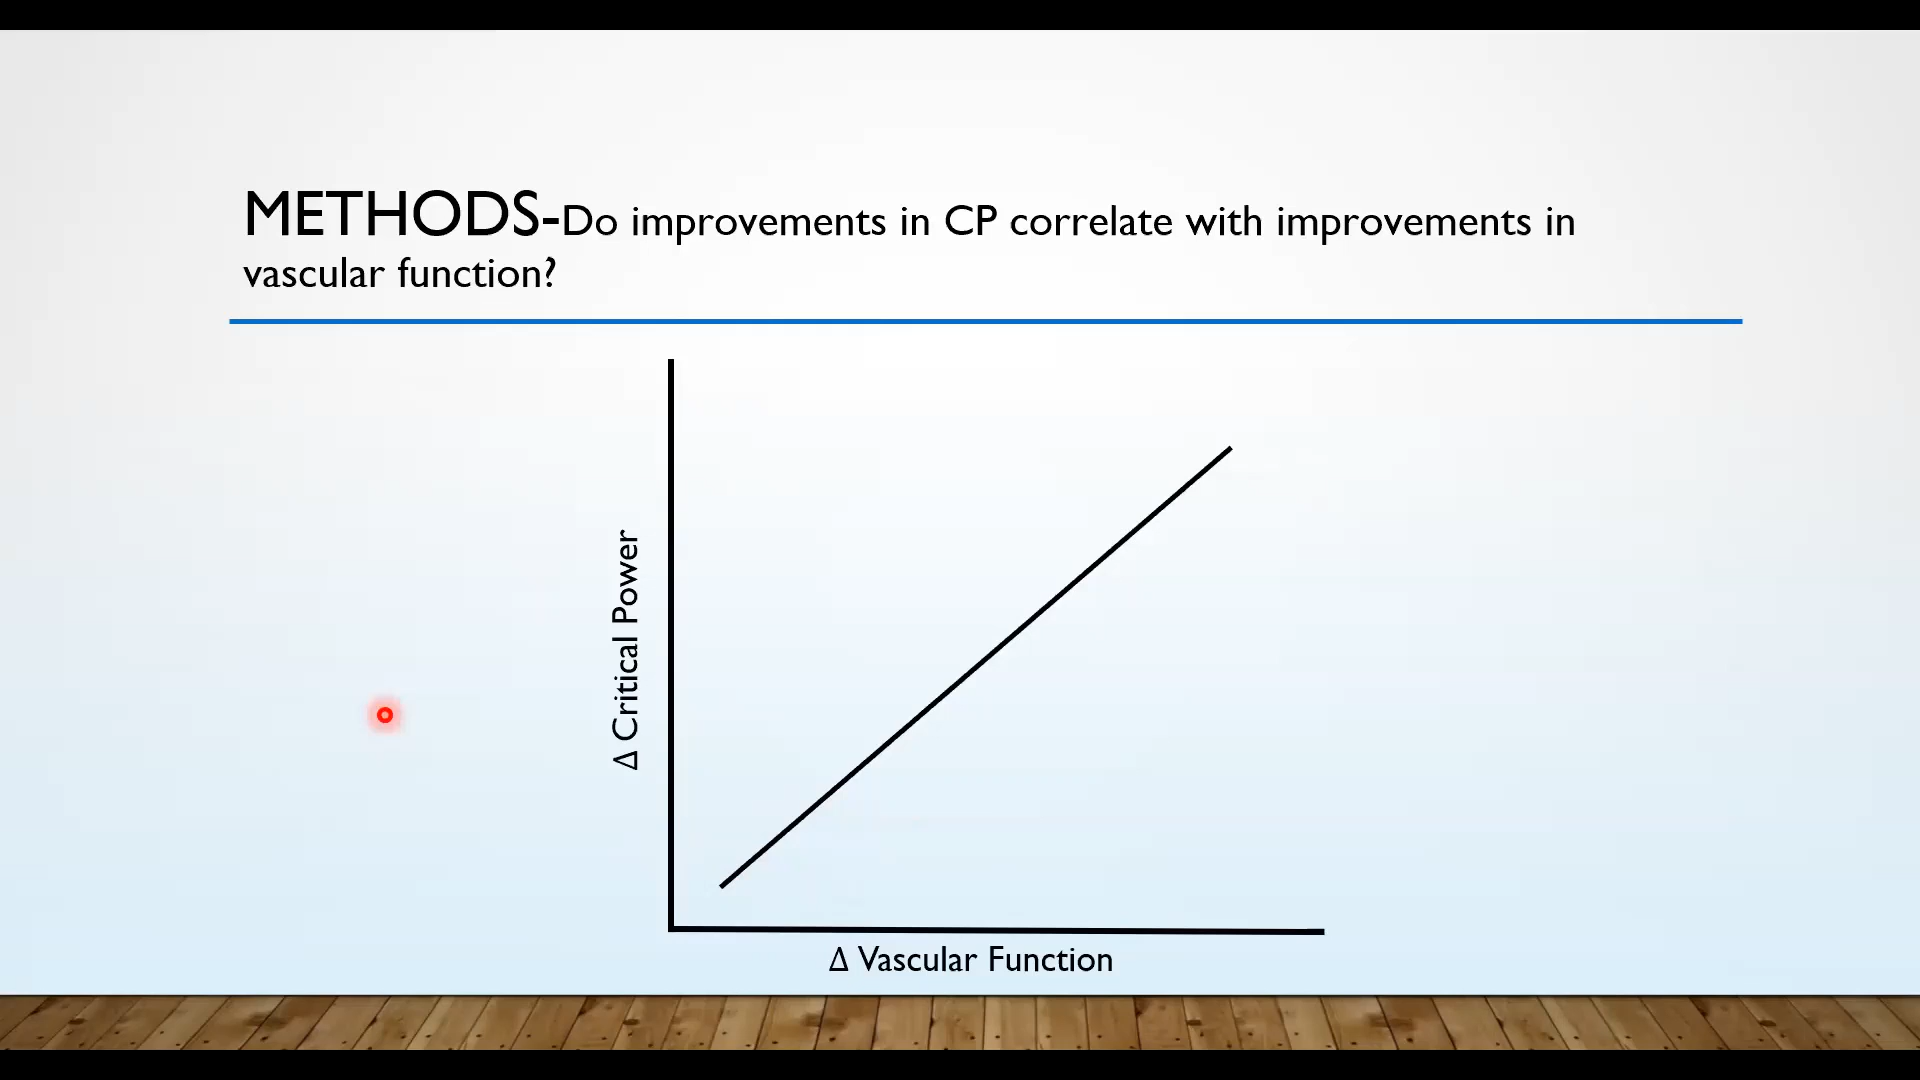 METHODS-Do improvements in CP correlate with improvements in
vascular function?
Δ Critical Power
Δ Vascular Function